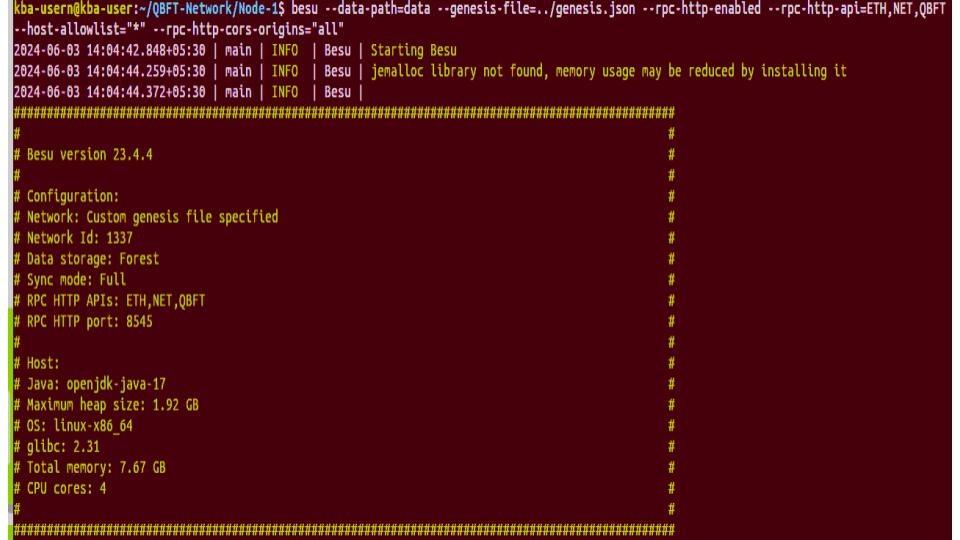 kba-usern@kba-user:~/QBFT-Network/Node-1$ besu --data-path=data --genesis-file=../genesis.json --rpc-http-enabled --rpc-http-api=ETH,NET,QBFT
--host-allowlist="*" --rpc-http-cors-origins="all"
2024-06-03 14:04:42.848+05:30 | main | INFO  | Besu | Starting Besu
2024-06-03 14:04:44.259+05:30 | main | INFO  | Besu | jemalloc library not found, memory usage may be reduced by installing it
2024-06-03 14:04:44.372+05:30 | main | INFO  | Besu |
####################################################################################################
#                                                                                                  #
# Besu version 23.4.4                                                                              #
#                                                                                                  #
# Configuration:                                                                                   #
# Network: Custom genesis file specified                                                           #
# Network Id: 1337                                                                                 #
# Data storage: Forest                                                                             #
# Sync mode: Full                                                                                  #
# RPC HTTP APIs: ETH,NET,QBFT                                                                      #
# RPC HTTP port: 8545                                                                              #
#                                                                                                  #
# Host:                                                                                            #
# Java: openjdk-java-17                                                                            #
# Maximum heap size: 1.92 GB                                                                       #
# OS: linux-x86_64                                                                                 #
# glibc: 2.31                                                                                      #
# Total memory: 7.67 GB                                                                            #
# CPU cores: 4                                                                                     #
#                                                                                                  #
####################################################################################################